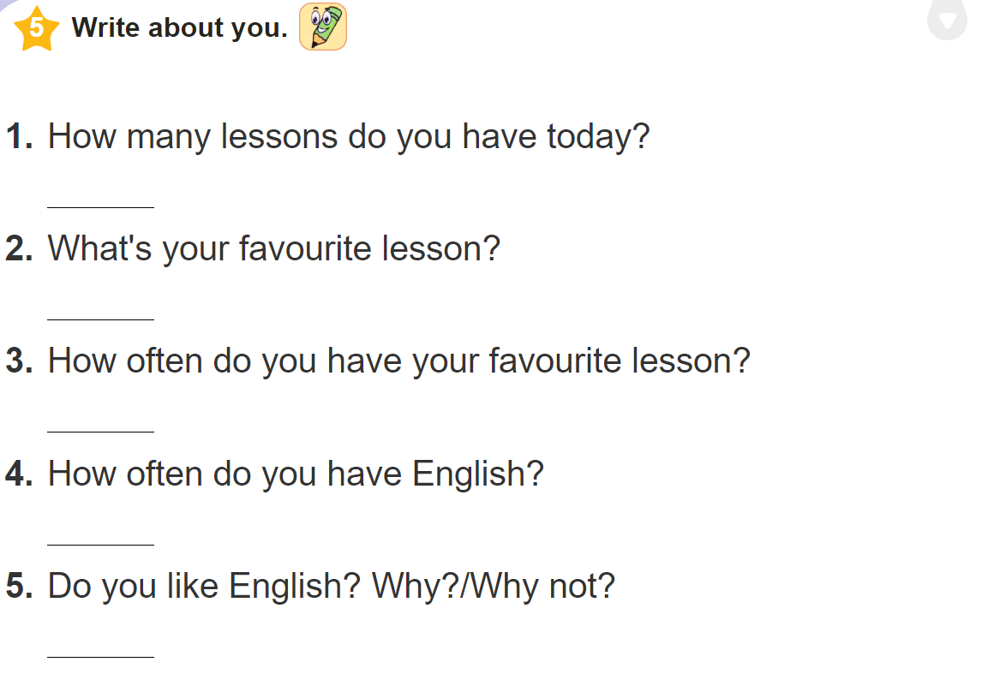 5 Write about you.
1. How many lessons do you have today?
2. What's your favourite lesson?
3. How often do you have your favourite lesson?
4. How often do you have English?
5. Do you like English? Why?/Why not?